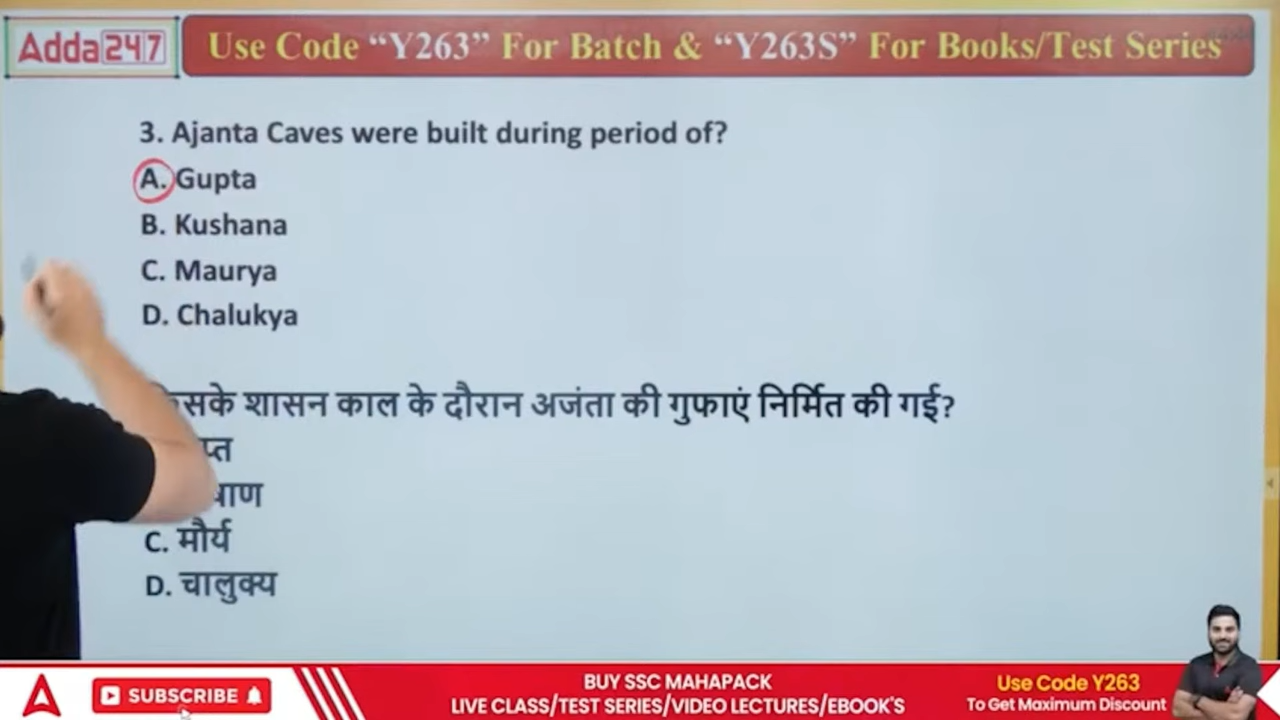 Adda247
Use Code “Y263” For Batch & “Y263S” For Books/Test Series
3. Ajanta Caves were built during period of?
A. Gupta
B. Kushana
C. Maurya
D. Chalukya
शासन काल के दौरान अजंता की गुफाएं निर्मित की गई?
C. मौर्य
D. चालुक्य
SUBSCRIBE
BUY SSC MAHAPACK
LIVE CLASS/TEST SERIES/VIDEO LECTURES/EBOOK'S
Use Code Y263
To Get Maximum Discount